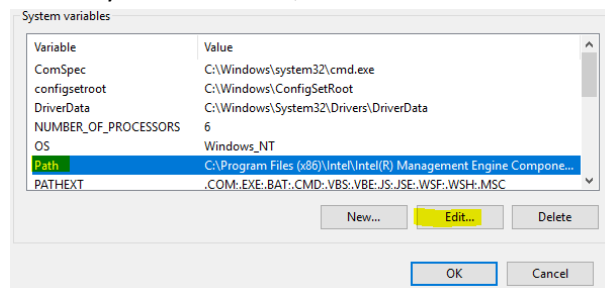 System variables
Variable Value
ComSpec C:\Windows\system32\cmd.exe
configsetroot C:\Windows\ConfigSetRoot
DriverData C:\Windows\System32\Drivers\DriverData
NUMBER_OF_PROCESSORS 6
OS Windows_NT
Path C:\Program Files (x86)\Intel\Intel(R) Management Engine Compone...
PATHEXT .COM;.EXE;.BAT;.CMD;.VBS;.VBE;.JS;.JSE;.WSF;.WSH;.MSC
New... Edit... Delete
OK Cancel